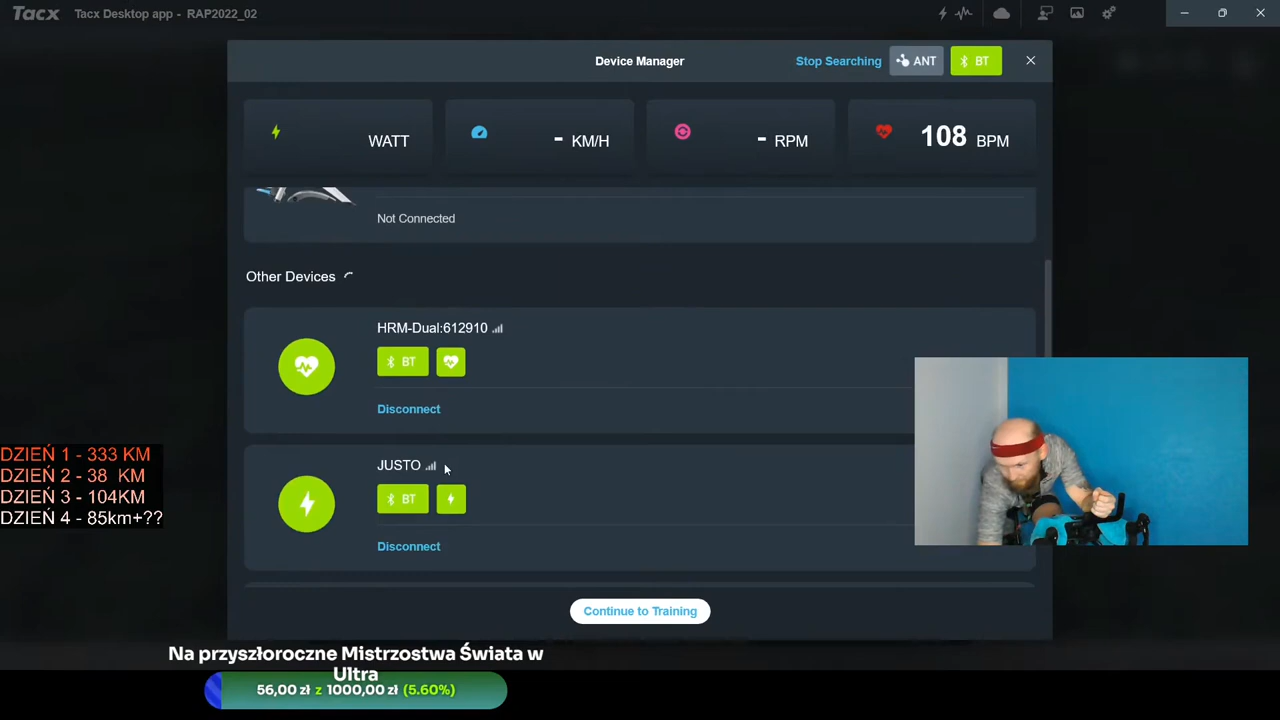 Tacx Tacx Desktop app - RAP2022_02
Device Manager Stop Searching ANT BT
WATT - KM/H - RPM 108 BPM
Not Connected
Other Devices
HRM-Dual:612910
BT
Disconnect
JUSTO
BT
Disconnect
Continue to Training
DZIEŃ 1 - 333 KM
DZIEŃ 2 - 38 KM
DZIEŃ 3 - 104KM
DZIEŃ 4 - 85km+??
Na przyszłoroczne Mistrzostwa Świata w
Ultra
56,00 zł z 1000,00 zł (5.60%)